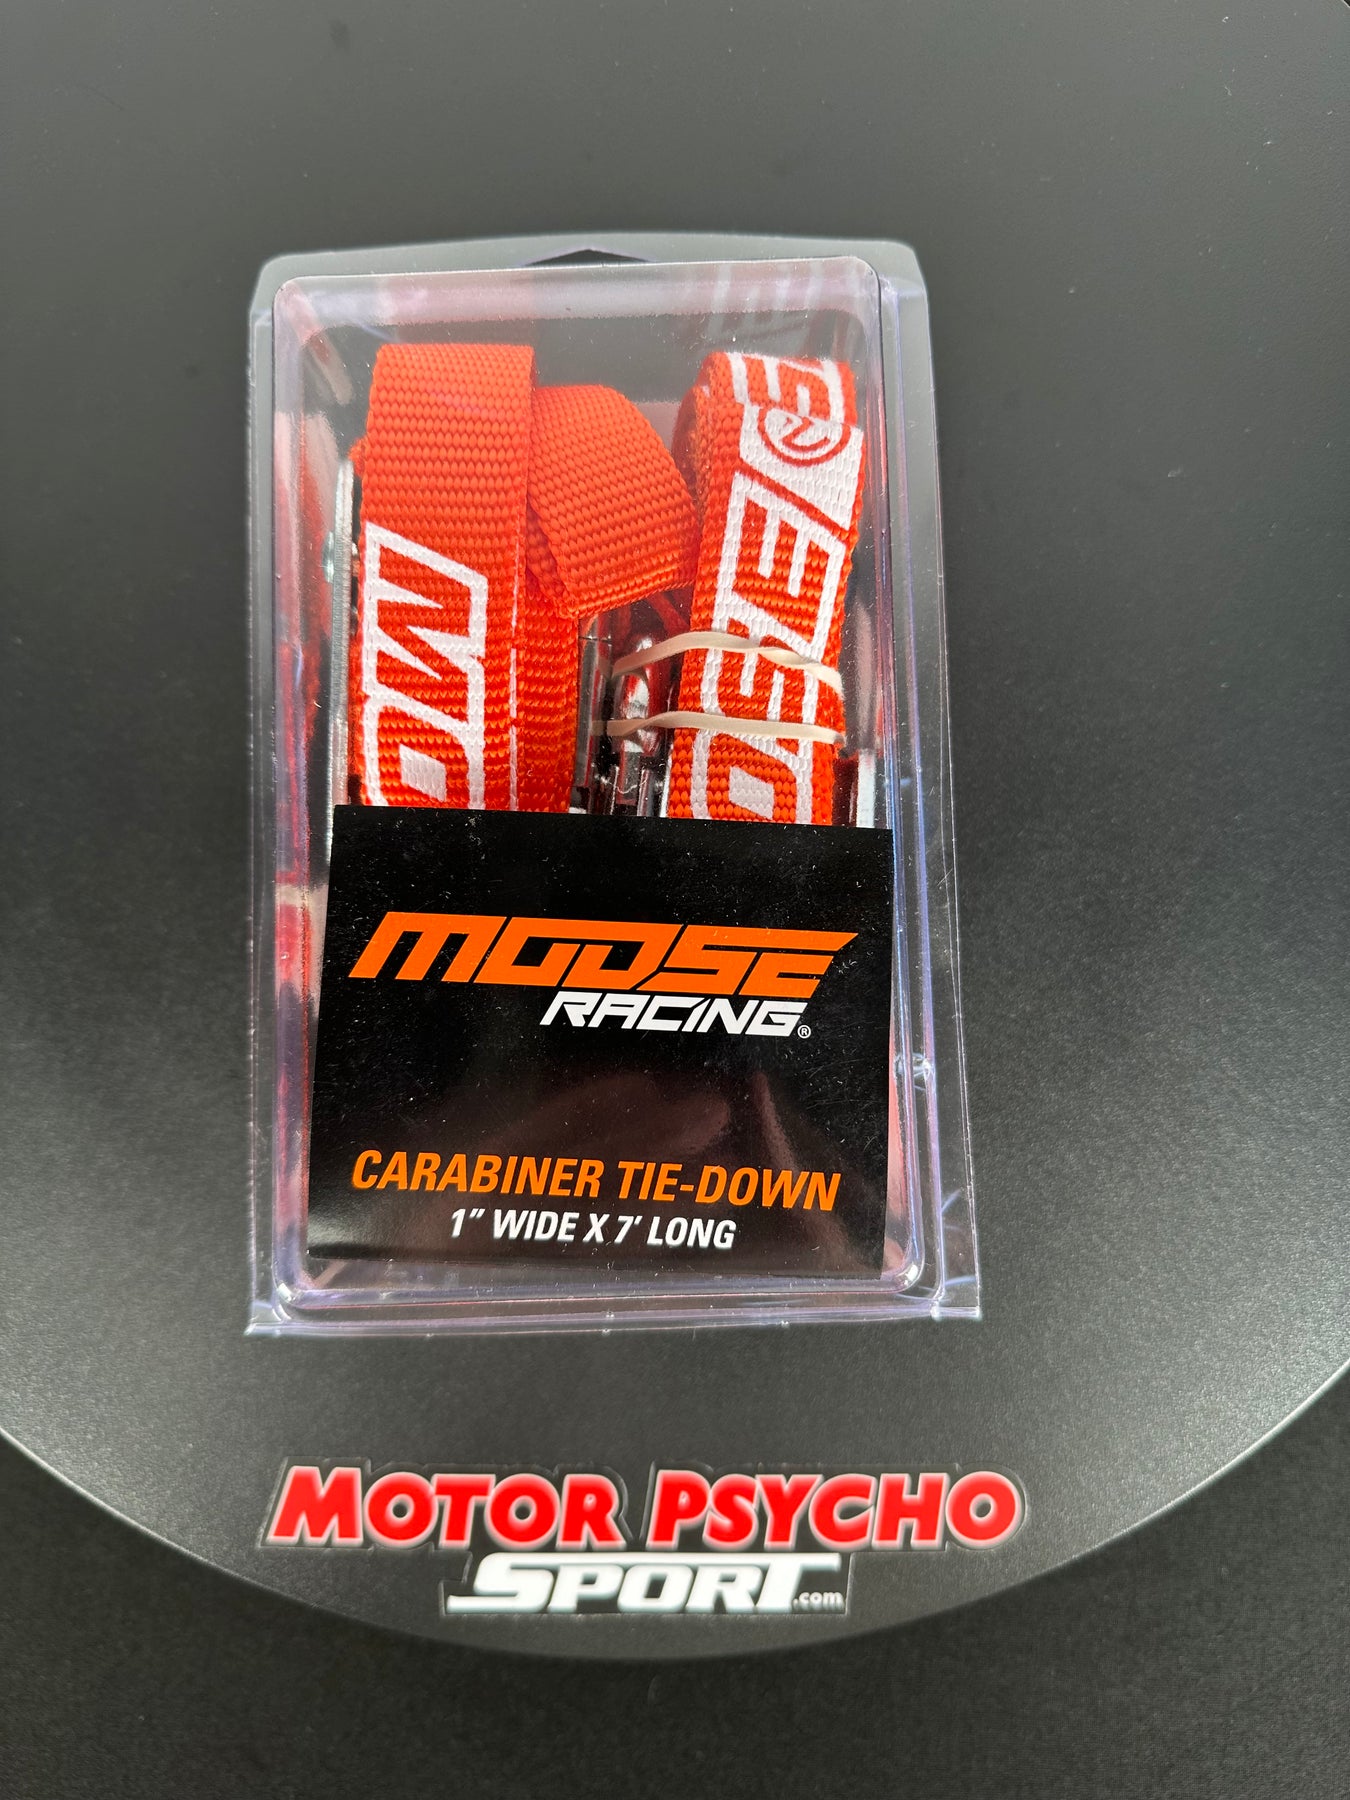 MOOSE
RACING®
CARABINER TIE-DOWN
1" WIDE X 7' LONG
MOTOR PSYCHO
SPORT.com